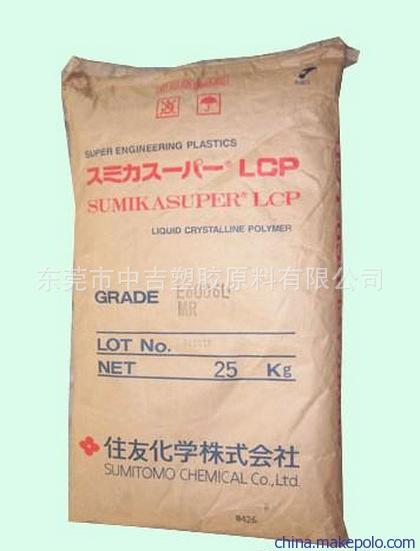 SUPER ENGINEERING PLASTICS
スミカスーパー® LCP
SUMIKASUPER® LCP
LIQUID CRYSTALLINE POLYMER
东莞市中吉塑胶原料有限公司
GRADE E6006L
MR
LOT No.
NET 25 Kg
住友化学株式会社
SUMITOMO CHEMICAL Co., Ltd.
8426
china.makepolo.com